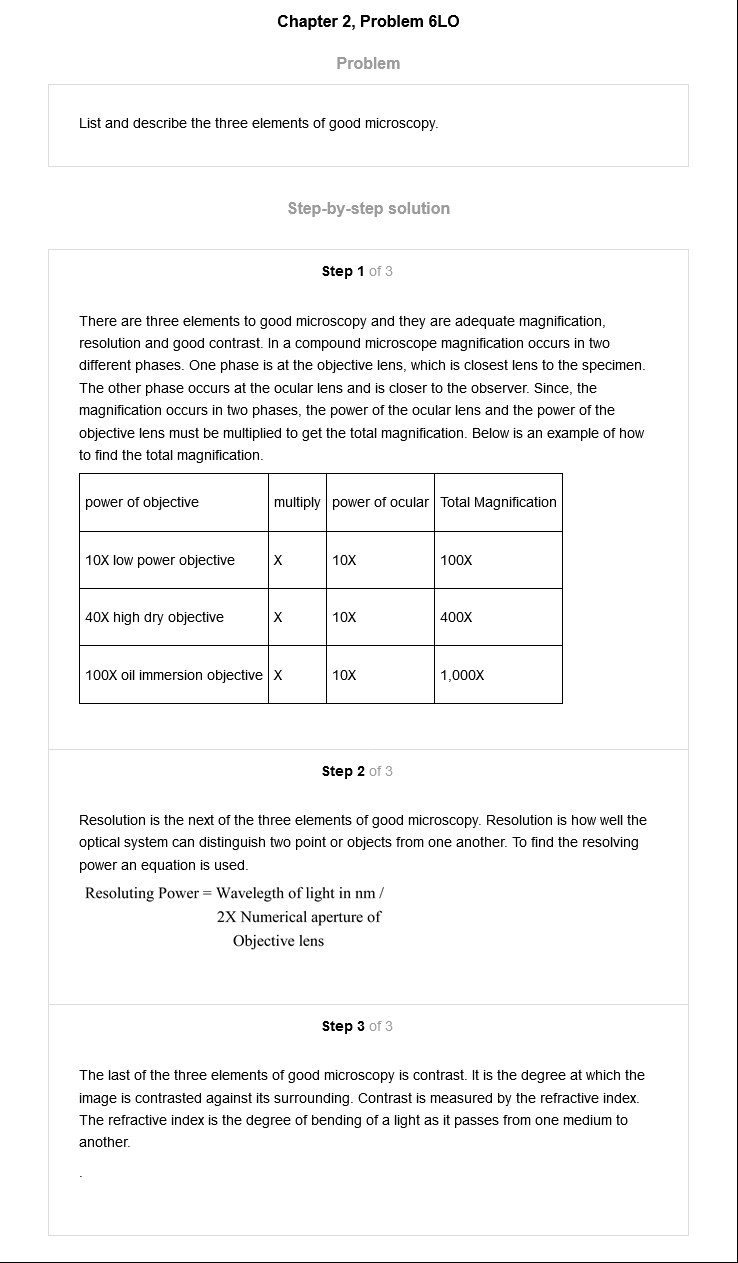 Chapter 2, Problem 6LO
Problem
List and describe the three elements of good microscopy.
Step-by-step solution
Step 1 of 3
There are three elements to good microscopy and they are adequate magnification,
resolution and good contrast. In a compound microscope magnification occurs in two
different phases. One phase is at the objective lens, which is closest lens to the specimen.
The other phase occurs at the ocular lens and is closer to the observer. Since, the
magnification occurs in two phases, the power of the ocular lens and the power of the
objective lens must be multiplied to get the total magnification. Below is an example of how
to find the total magnification.
power of objective multiply power of ocular Total Magnification
10X low power objective X 10X 100X
40X high dry objective X 10X 400X
100X oil immersion objective X 10X 1,000X
Step 2 of 3
Resolution is the next of the three elements of good microscopy. Resolution is how well the
optical system can distinguish two point or objects from one another. To find the resolving
power an equation is used.
Resoluting Power = Wavelegth of light in nm /
2X Numerical aperture of
Objective lens
Step 3 of 3
The last of the three elements of good microscopy is contrast. It is the degree at which the
image is contrasted against its surrounding. Contrast is measured by the refractive index.
The refractive index is the degree of bending of a light as it passes from one medium to
another.
.